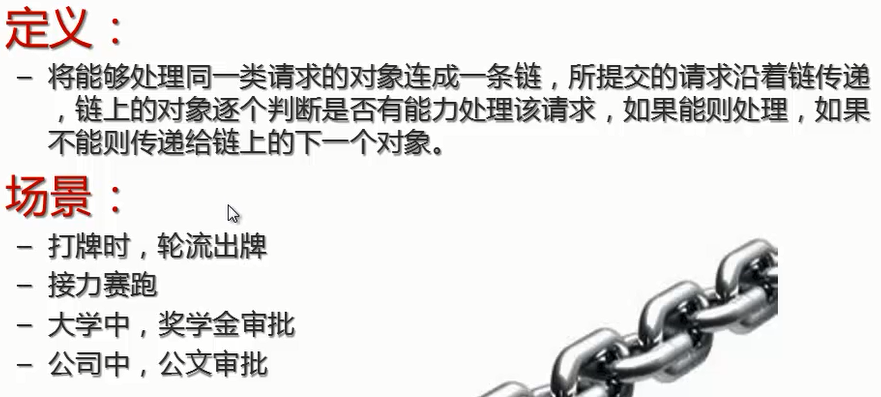 定义：
– 将能够处理同一类请求的对象连成一条链，所提交的请求沿着链传递
，链上的对象逐个判断是否有能力处理该请求，如果能则处理，如果
不能则传递给链上的下一个对象。
场景：
– 打牌时，轮流出牌
– 接力赛跑
– 大学中，奖学金审批
– 公司中，公文审批